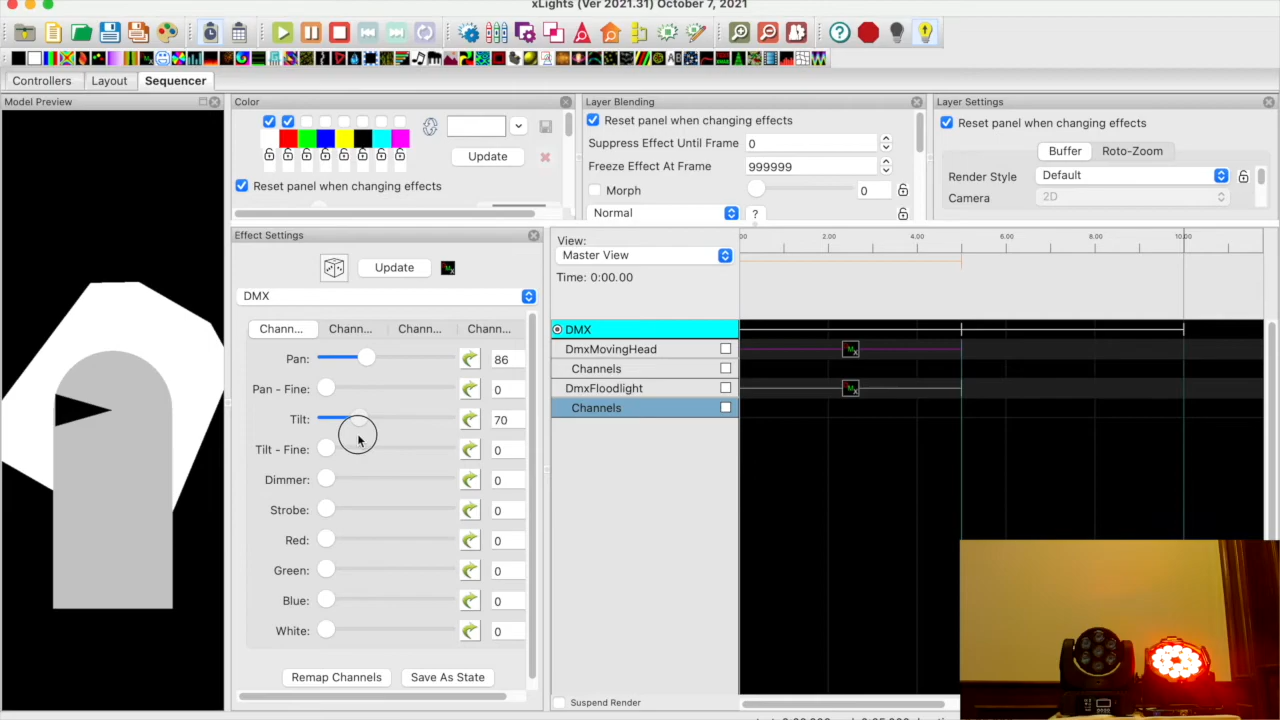 xLights (Ver 2021.31) October 7, 2021
Controllers Layout Sequencer
Model Preview
Color
Update
Reset panel when changing effects
Layer Blending
Reset panel when changing effects
Suppress Effect Until Frame 0
Freeze Effect At Frame 999999
Morph 0
Normal ?
Layer Settings
Reset panel when changing effects
Buffer Roto-Zoom
Render Style Default
Camera 2D
Effect Settings
Update
DMX
Chann... Chann... Chann... Chann...
Pan: 86
Pan - Fine: 0
Tilt: 70
Tilt - Fine: 0
Dimmer: 0
Strobe: 0
Red: 0
Green: 0
Blue: 0
White: 0
Remap Channels Save As State
View:
Master View
Time: 0:00.00
2.00 4.00 6.00 8.00 10.00
DMX
DmxMovingHead
Channels
DmxFloodlight
Channels
Suspend Render